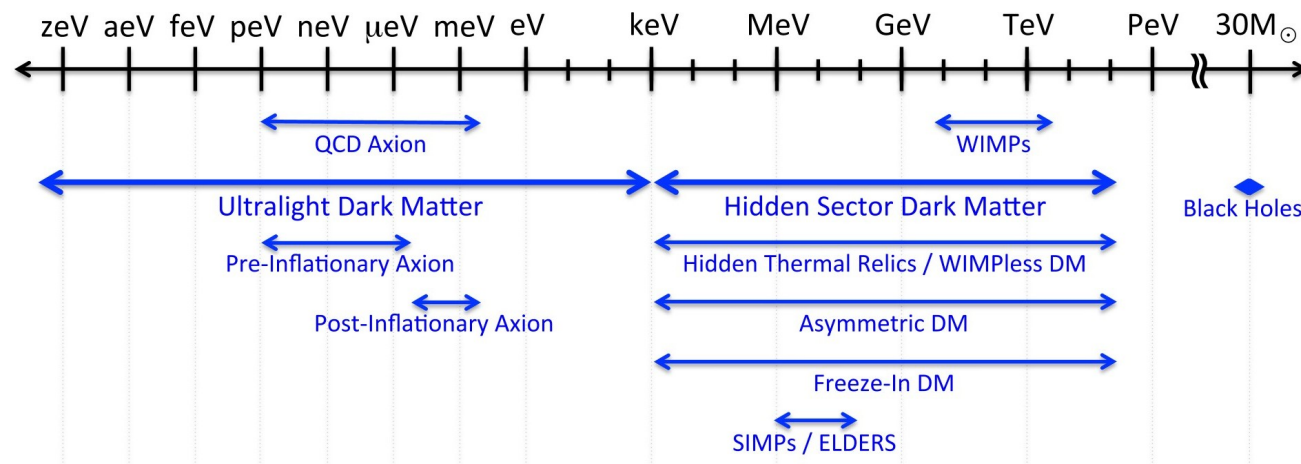 zeV aeV feV peV neV μeV meV eV keV MeV GeV TeV PeV 30M☉
QCD Axion WIMPs
Ultralight Dark Matter Hidden Sector Dark Matter Black Holes
Pre-Inflationary Axion Hidden Thermal Relics / WIMPless DM
Post-Inflationary Axion Asymmetric DM
Freeze-In DM
SIMPs / ELDERS